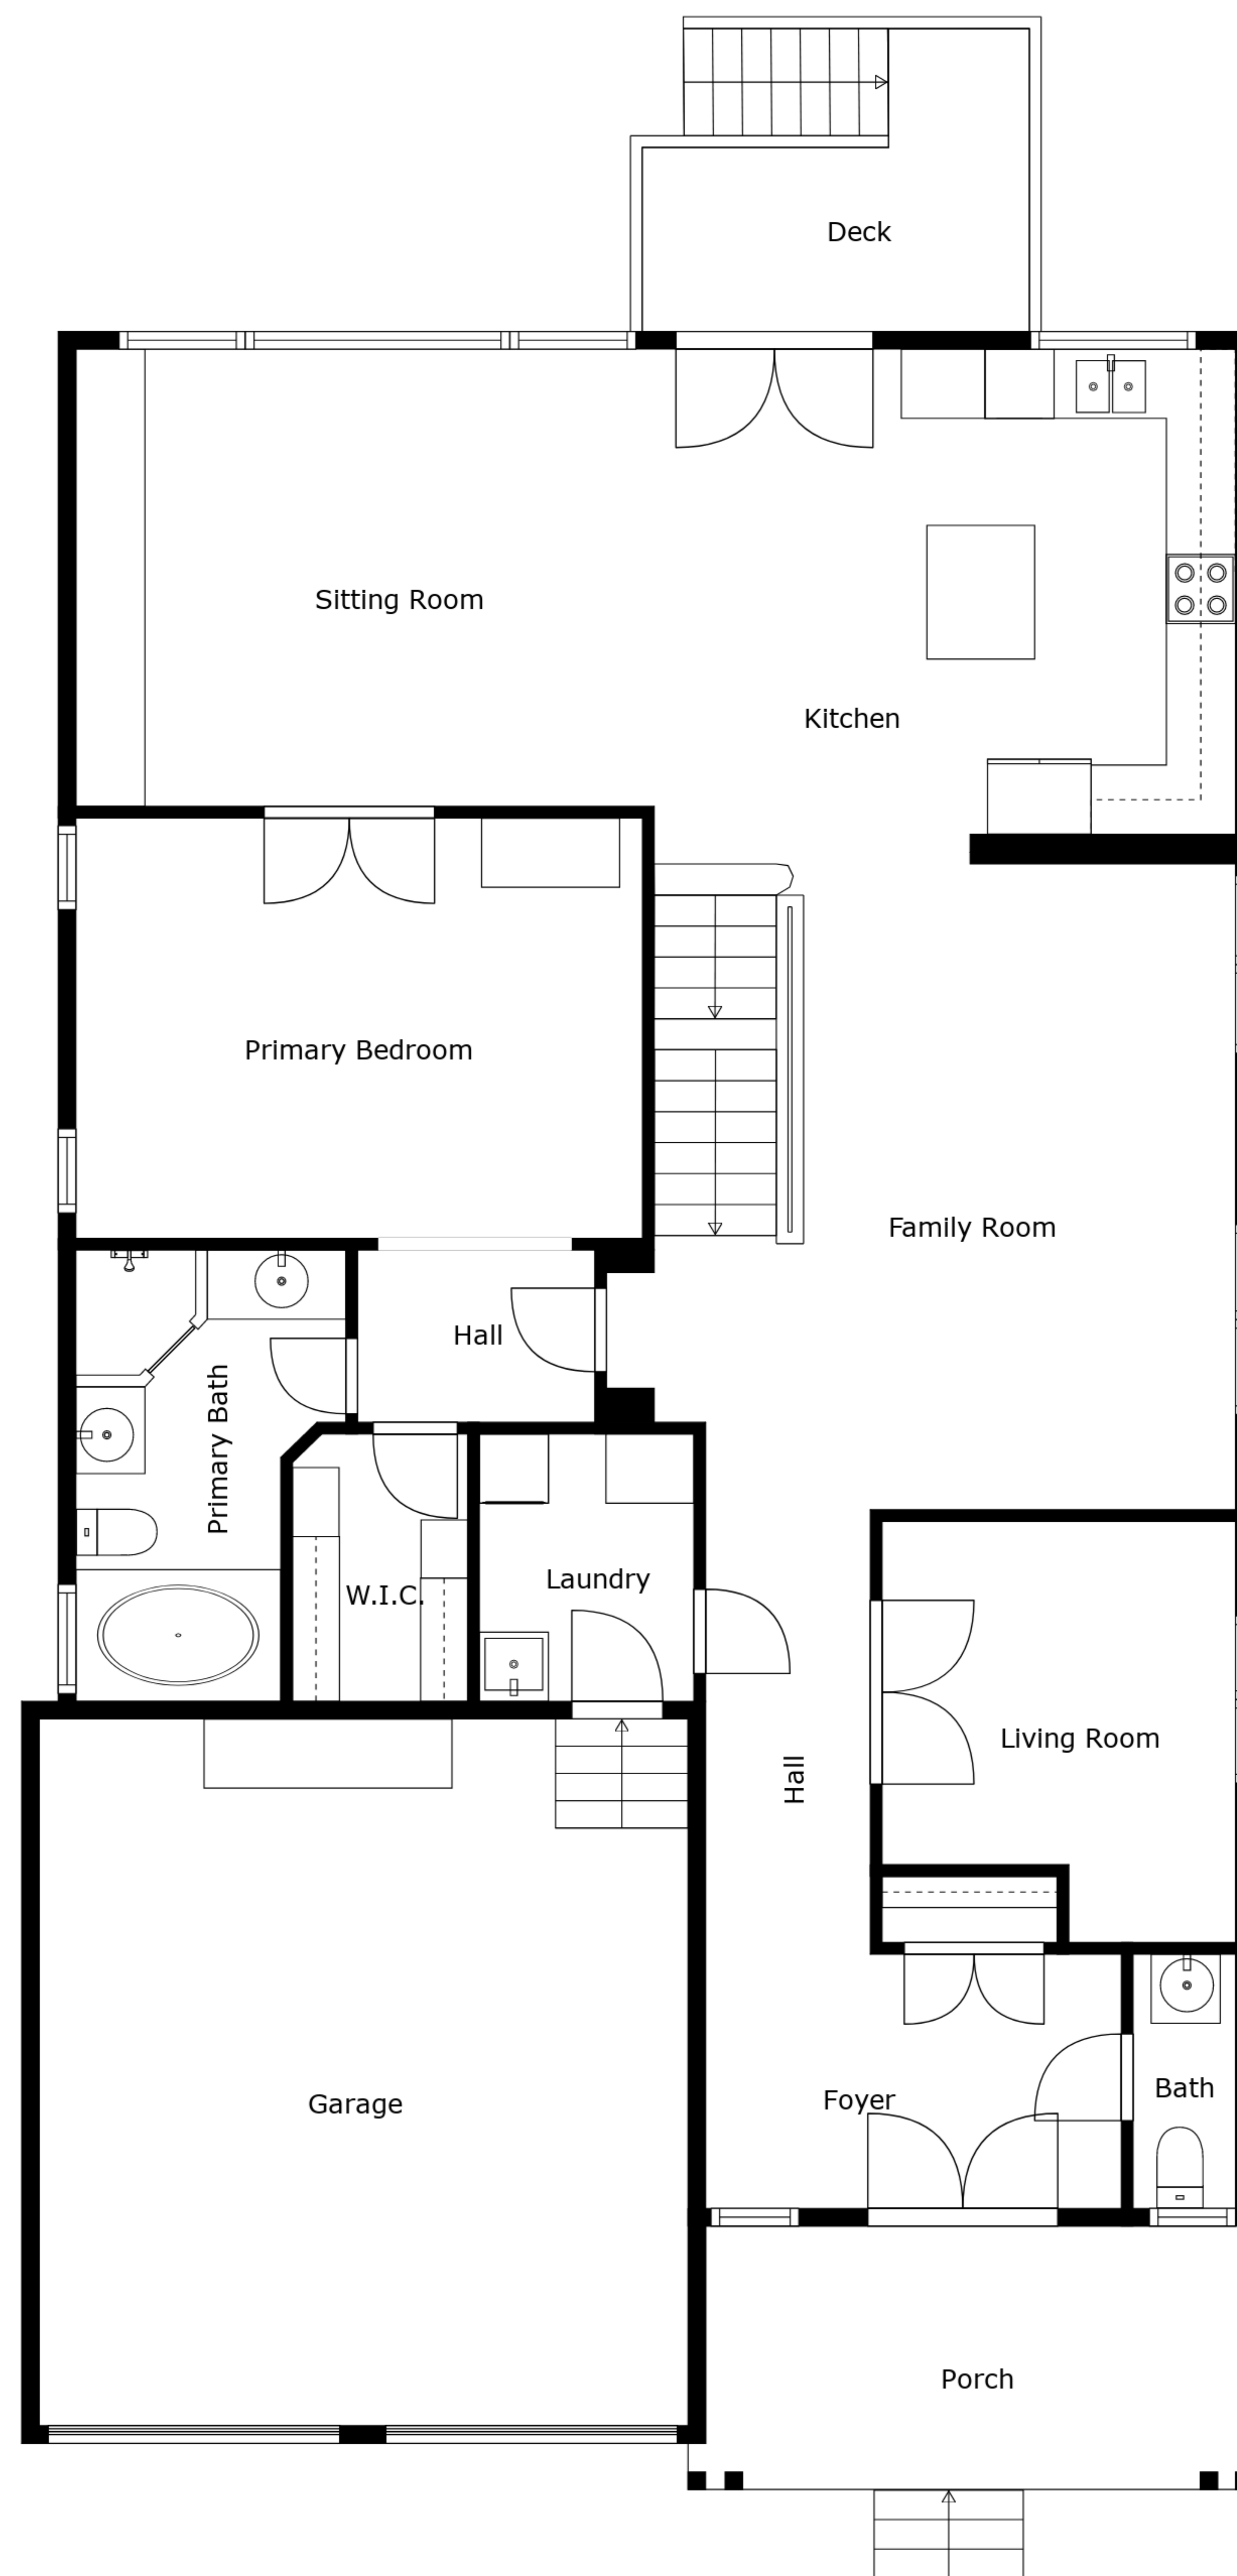 Deck
Sitting Room
Kitchen
Primary Bedroom
Family Room
Hall
Primary Bath
Laundry
W.I.C.
Living Room
Hall
Foyer
Bath
Garage
Porch